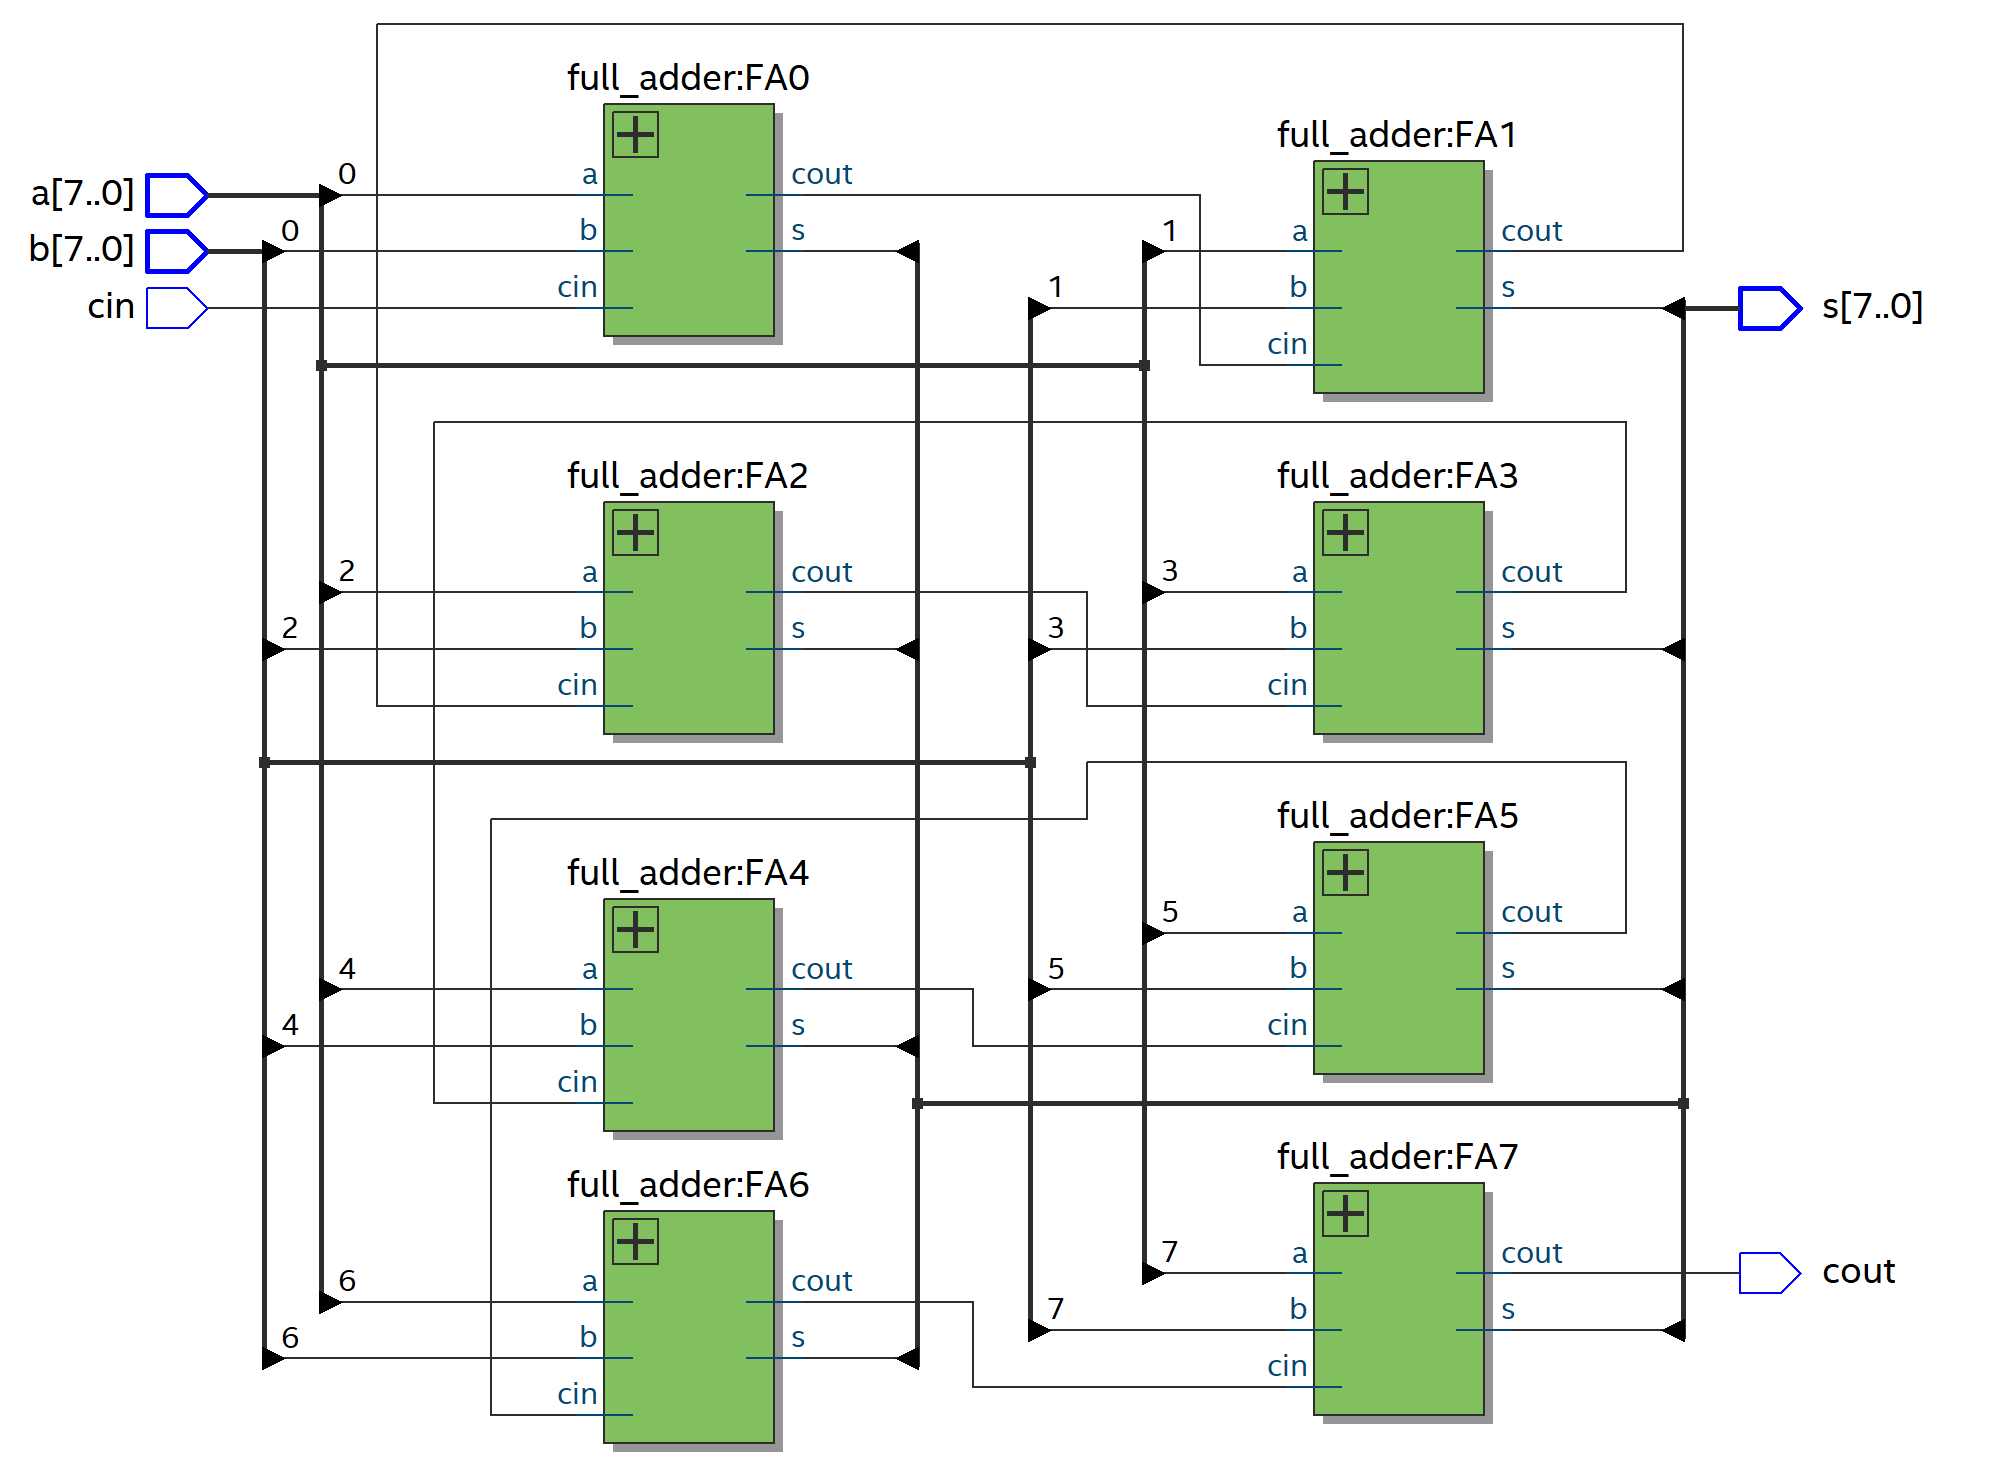 full_adder:FA0
full_adder:FA1
a[7..0]
0
a
cout
b[7..0]
0
b
s
1
a
cout
cin
cin
1
b
s
s[7..0]
cin
full_adder:FA2
full_adder:FA3
2
a
cout
3
a
cout
2
b
s
3
b
s
cin
cin
full_adder:FA4
full_adder:FA5
5
a
cout
4
a
cout
5
b
s
4
b
s
cin
cin
full_adder:FA6
full_adder:FA7
6
a
cout
7
a
cout
cout
6
b
s
7
b
s
cin
cin